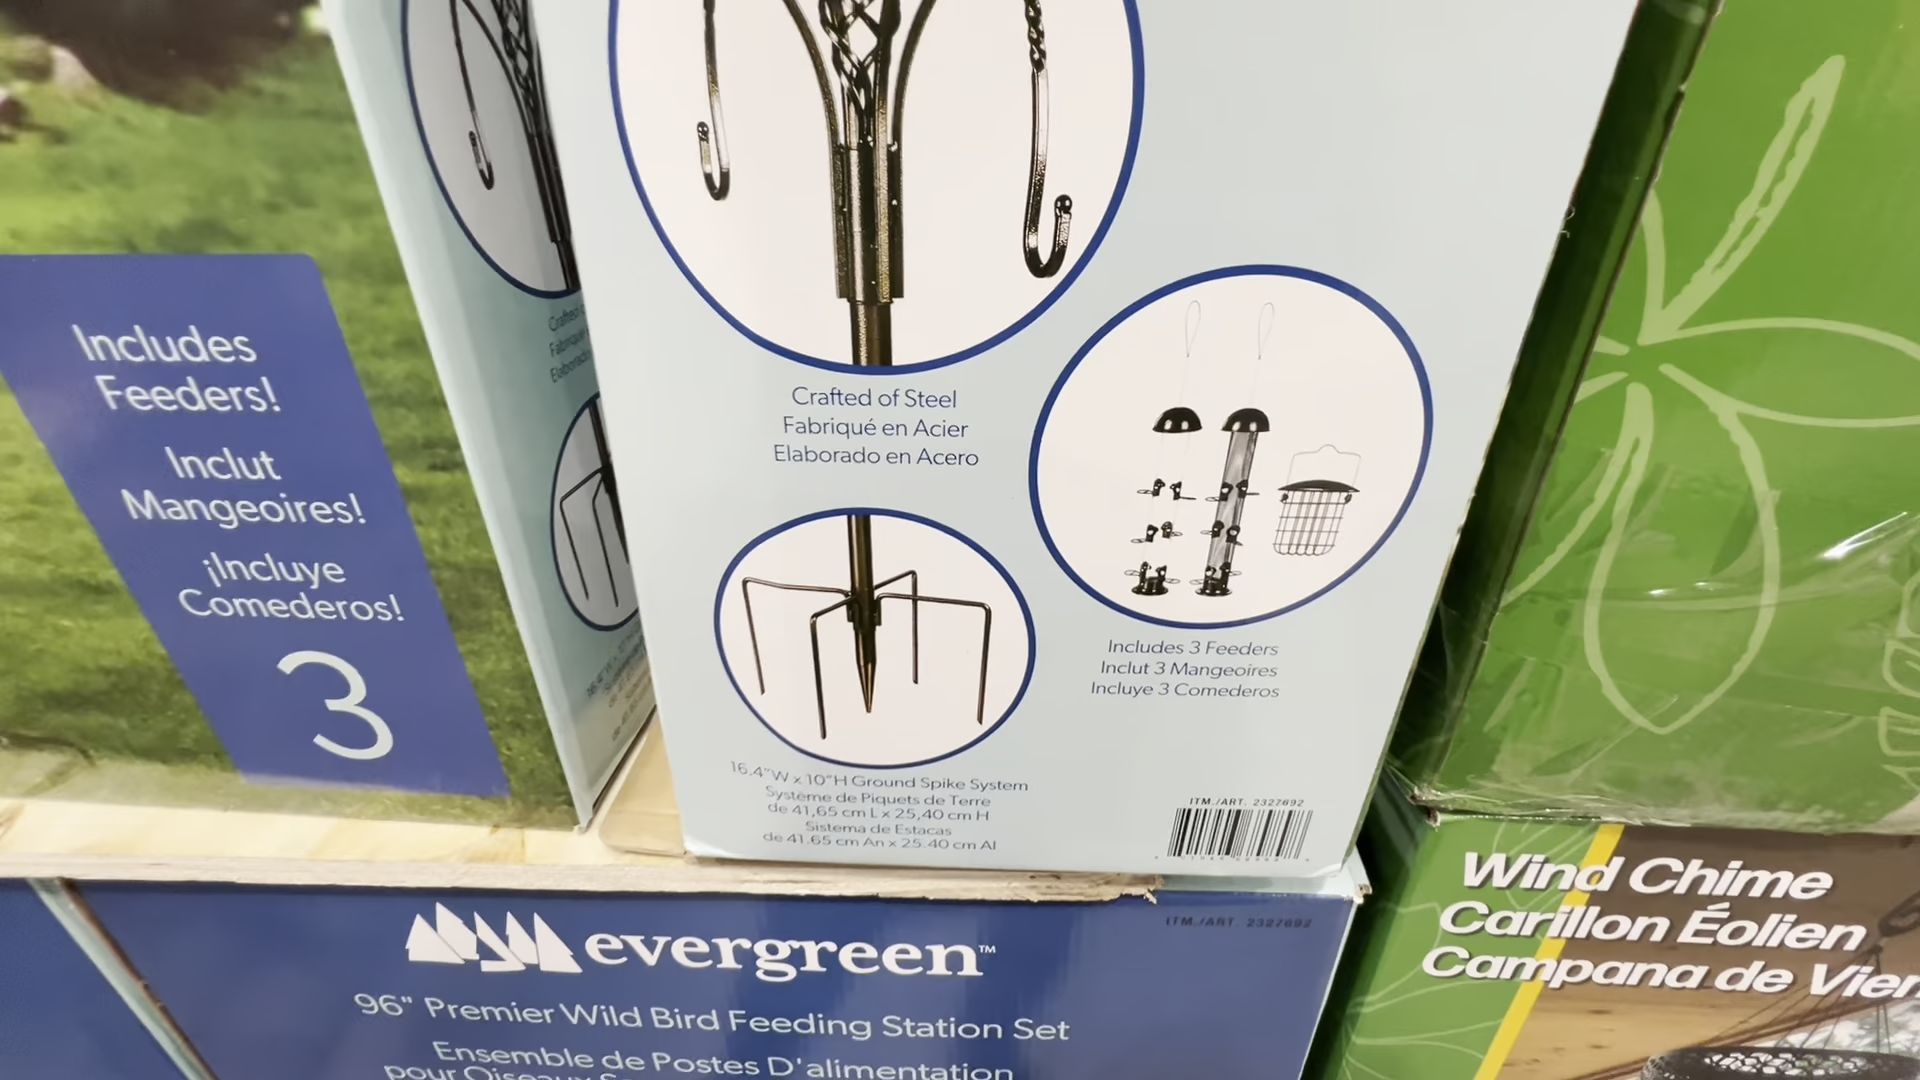 Includes
Feeders!
Inclut
Mangeoires!
¡Incluye
Comederos!
3
Crafted of Steel
Fabriqué en Acier
Elaborado en Acero
Includes 3 Feeders
Inclut 3 Mangeoires
Incluye 3 Comederos
16.4"W x 10"H Ground Spike System
Système de Piquets de Terre
de 41,65 cm L x 25,40 cm H
Sistema de Estacas
de 41.65 cm An x 25.40 cm Al
ITM./ART. 2327692
ITM./ART. 2327692
evergreen™
96" Premier Wild Bird Feeding Station Set
Ensemble de Postes D'alimentation
pour
Wind Chime
Carillon Éolien
Campana de